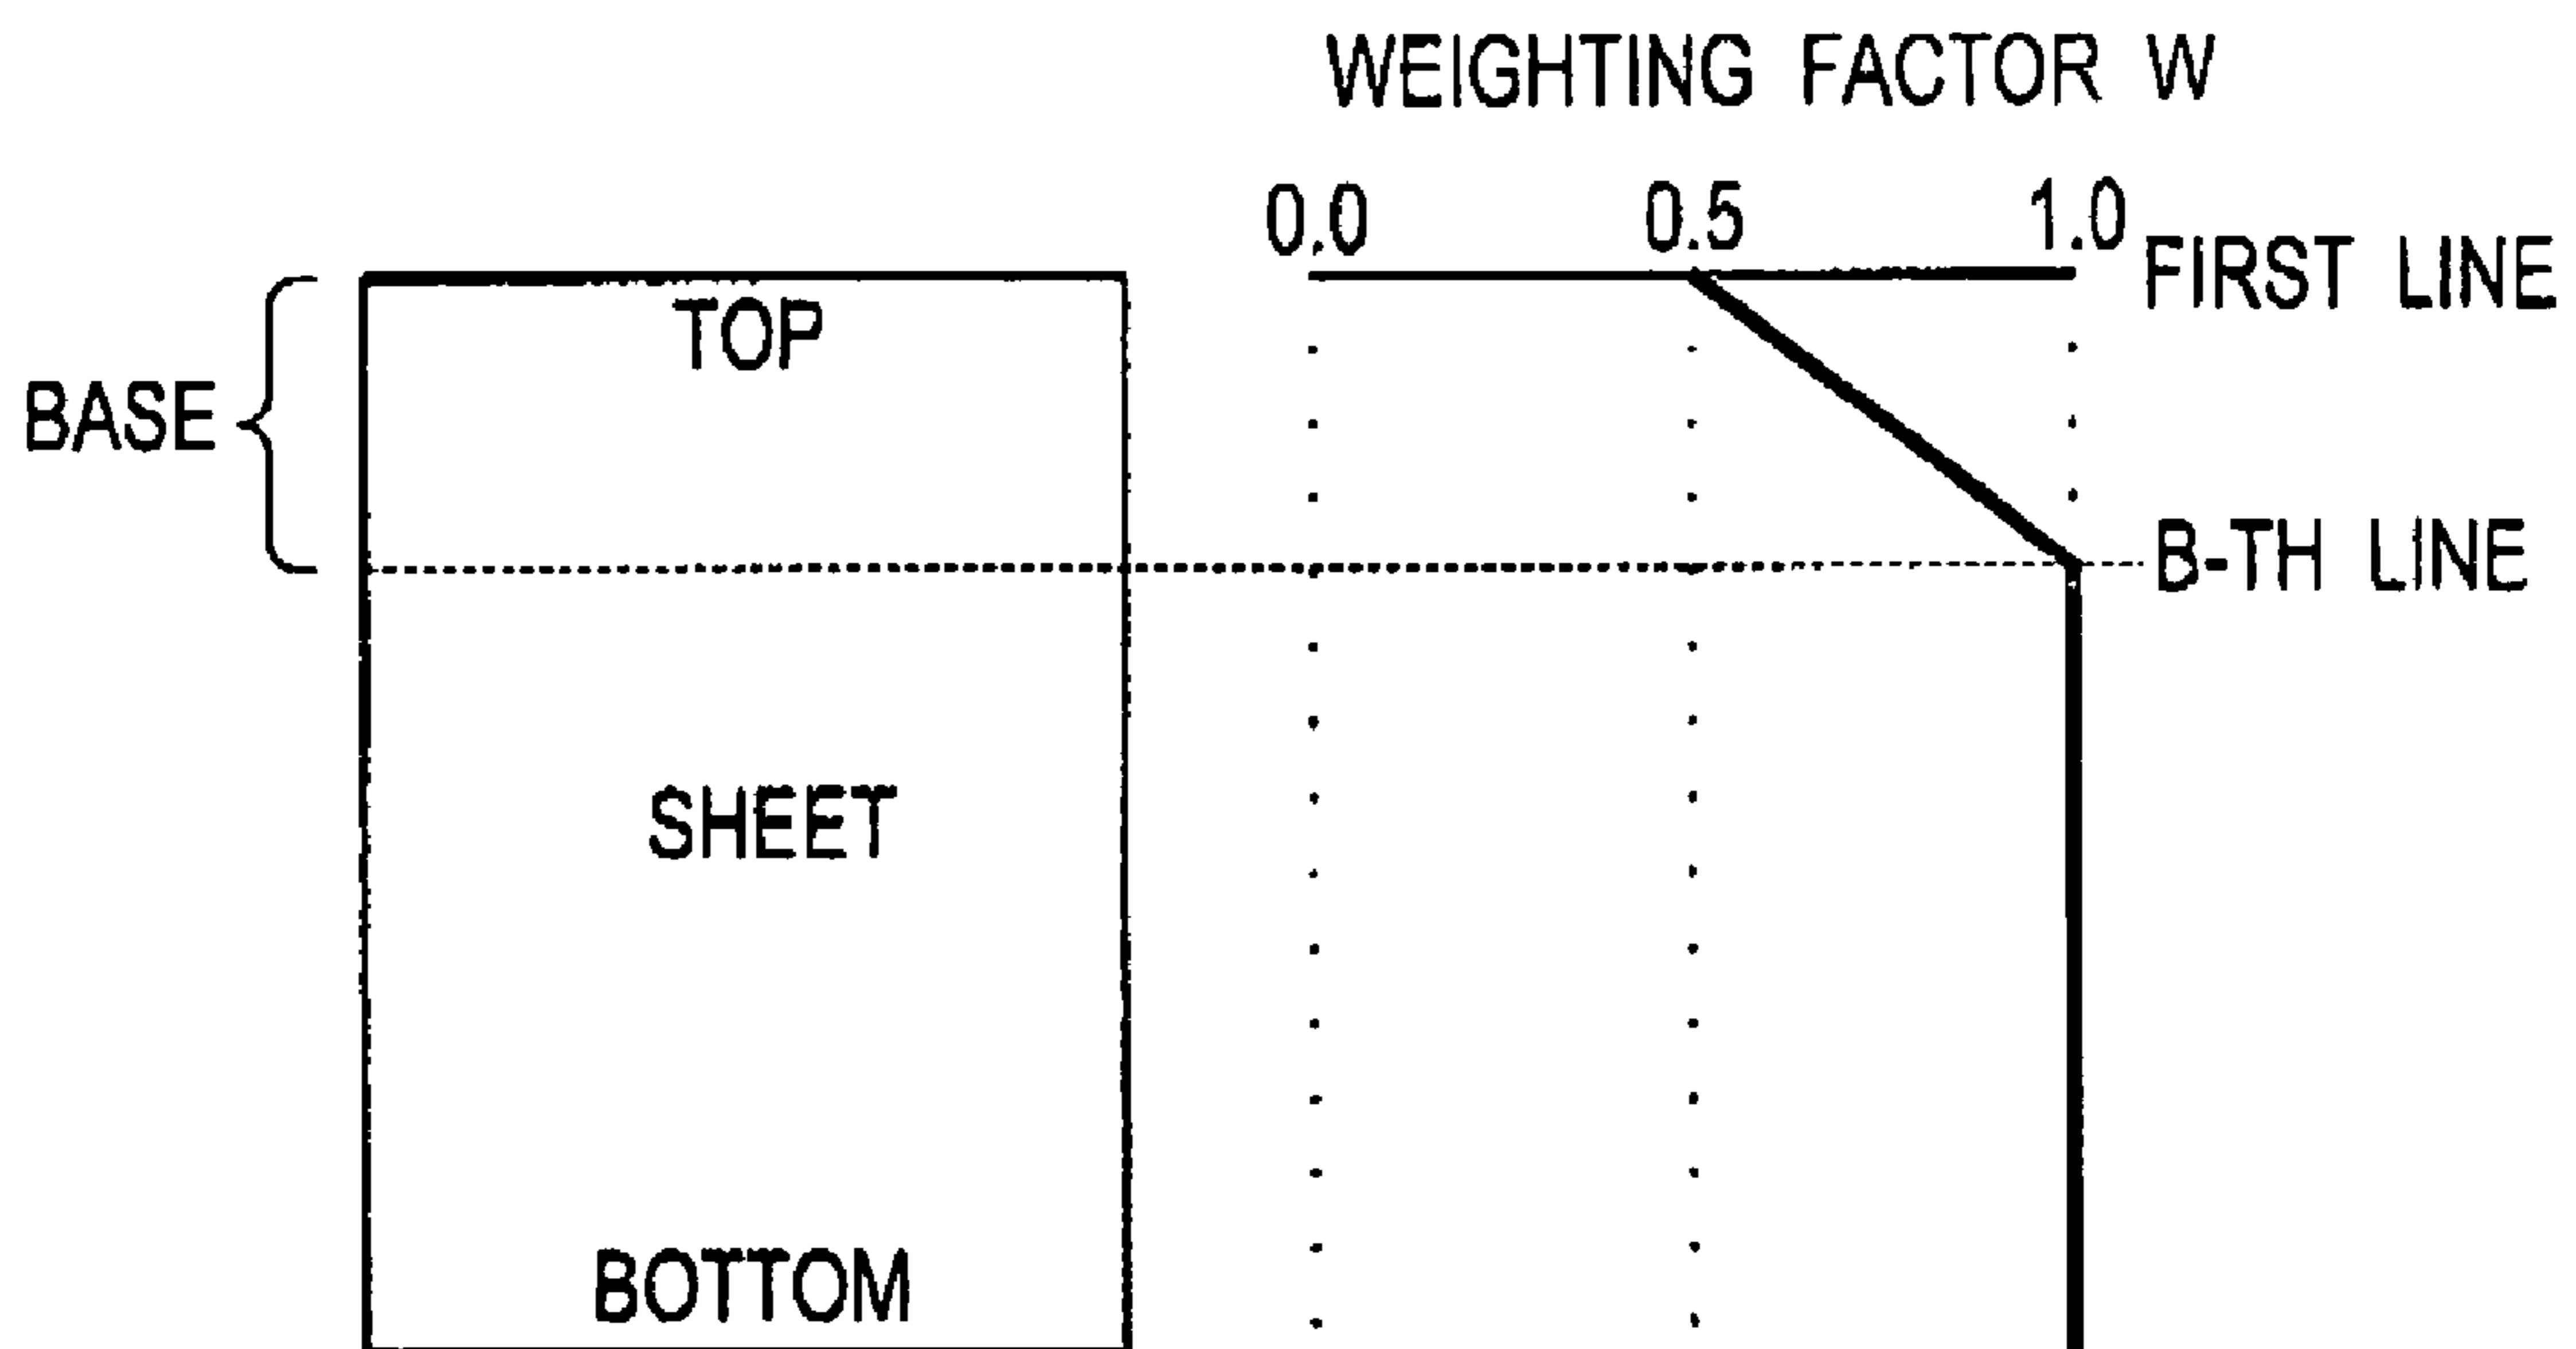 WEIGHTING FACTOR W
0.0 0.5 1.0
FIRST LINE
TOP
BASE
B-TH LINE
SHEET
BOTTOM